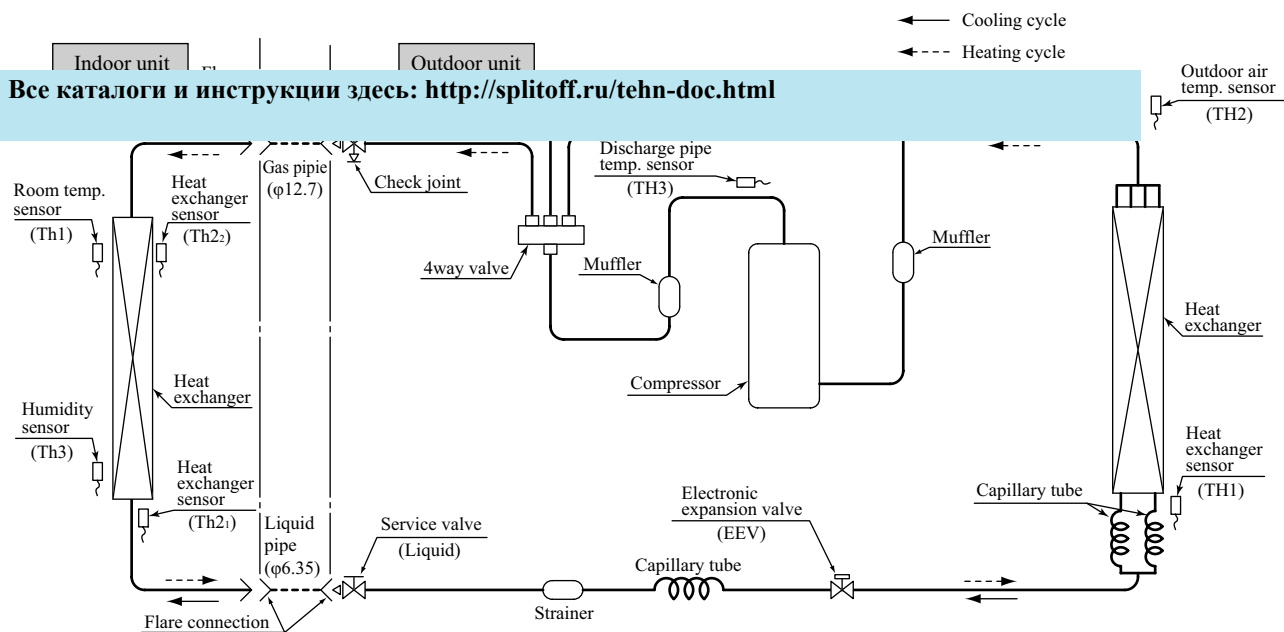 Cooling cycle
Heating cycle
Indoor unit
Outdoor unit
Все каталоги и инструкции здесь: http://splitoff.ru/tehn-doc.html
Outdoor air
temp. sensor
(TH2)
Gas pipie
(φ12.7)
Check joint
Discharge pipe
temp. sensor
(TH3)
Room temp.
sensor
(Th1)
Heat
exchanger
sensor
(Th2₂)
4way valve
Muffler
Muffler
Heat
exchanger
Compressor
Heat
exchanger
Humidity
sensor
(Th3)
Heat
exchanger
sensor
(Th2₁)
Liquid
pipe
(φ6.35)
Service valve
(Liquid)
Capillary tube
Electronic
expansion valve
(EEV)
Capillary tube
Heat
exchanger
sensor
(TH1)
Strainer
Flare connection